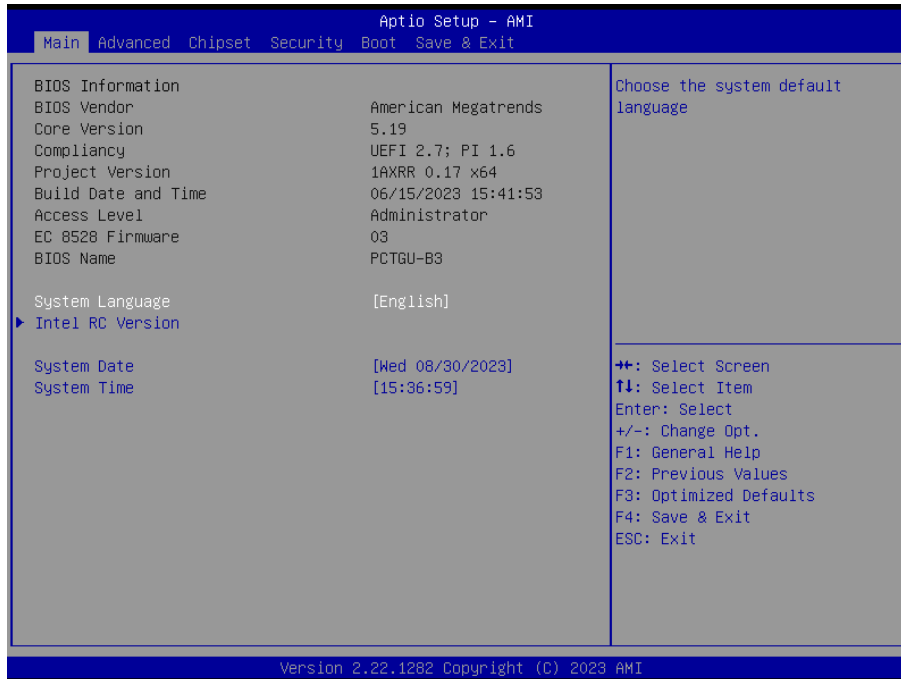 Aptio Setup – AMI
Main Advanced Chipset Security Boot Save & Exit
BIOS Information
BIOS Vendor American Megatrends
Core Version 5.19
Compliancy UEFI 2.7; PI 1.6
Project Version 1AXRR 0.17 x64
Build Date and Time 06/15/2023 15:41:53
Access Level Administrator
EC 8528 Firmware 03
BIOS Name PCTGU-B3
System Language [English]
Intel RC Version
System Date [Wed 08/30/2023]
System Time [15:36:59]
Choose the system default
language
→←: Select Screen
↑↓: Select Item
Enter: Select
+/-: Change Opt.
F1: General Help
F2: Previous Values
F3: Optimized Defaults
F4: Save & Exit
ESC: Exit
Version 2.22.1282 Copyright (C) 2023 AMI